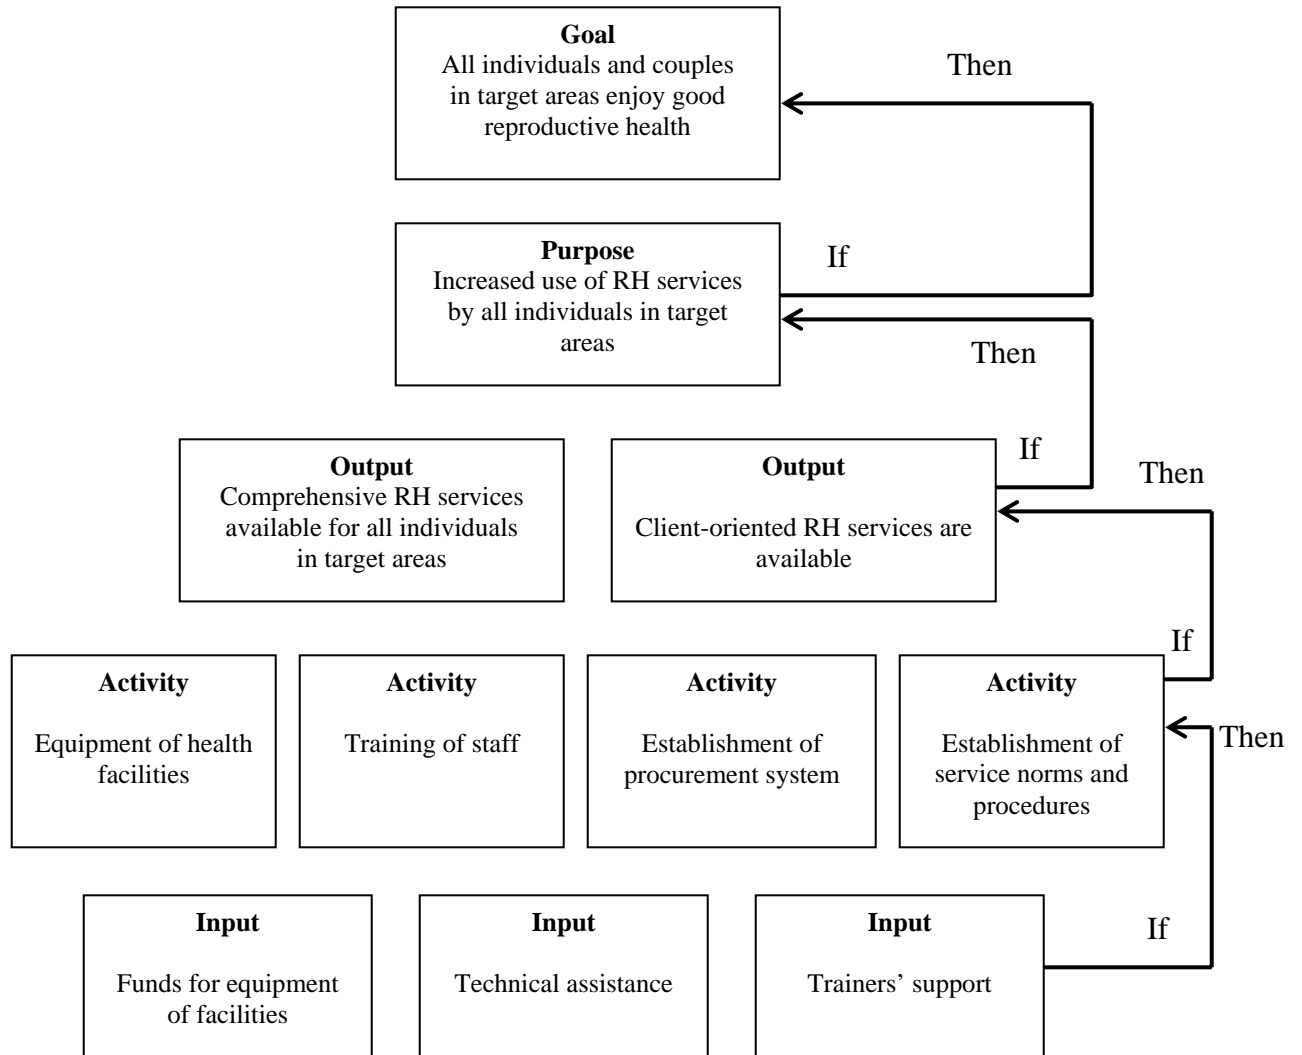 Goal
All individuals and couples
in target areas enjoy good
reproductive health
Then
Purpose
Increased use of RH services
by all individuals in target
areas
If
Then
Output
Comprehensive RH services
available for all individuals
in target areas
Output
Client-oriented RH services are
available
If
Then
If
Activity
Equipment of health
facilities
Activity
Training of staff
Activity
Establishment of
procurement system
Activity
Establishment of
service norms and
procedures
Then
Input
Funds for equipment
of facilities
Input
Technical assistance
Input
Trainers’ support
If